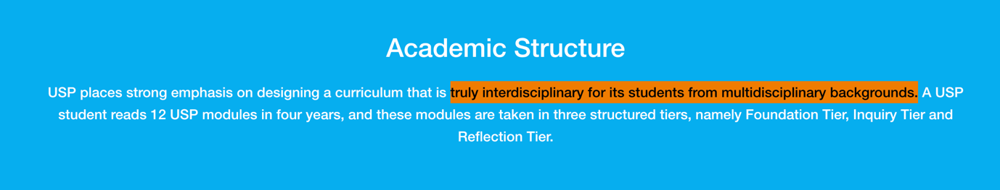 Academic Structure
USP places strong emphasis on designing a curriculum that is truly interdisciplinary for its students from multidisciplinary backgrounds. A USP
student reads 12 USP modules in four years, and these modules are taken in three structured tiers, namely Foundation Tier, Inquiry Tier and
Reflection Tier.